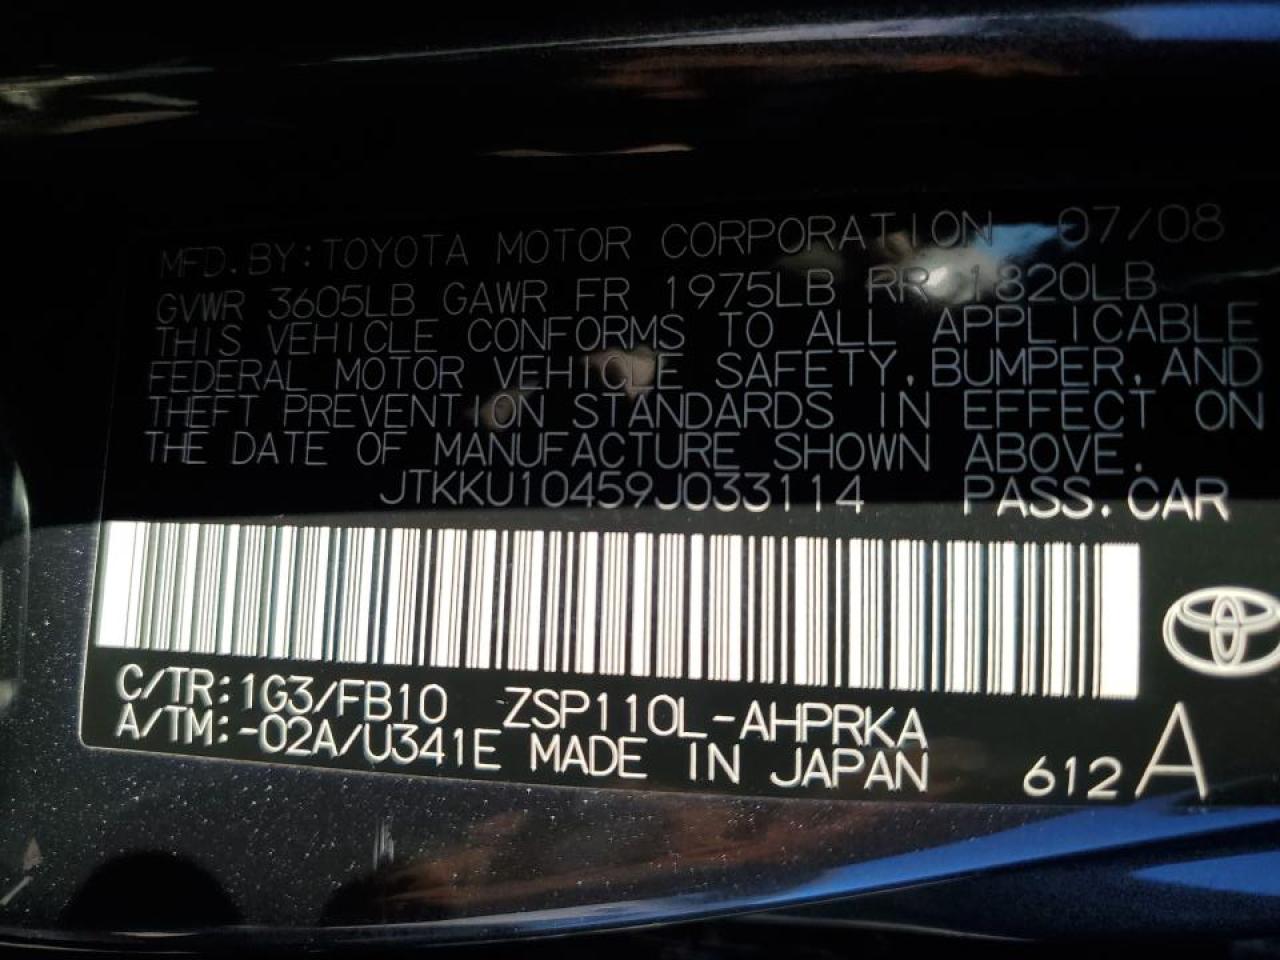 MFD.BY:TOYOTA MOTOR CORPORATION 07/08
GVWR 3605LB GAWR FR 1975LB RR 1820LB
THIS VEHICLE CONFORMS TO ALL APPLICABLE
FEDERAL MOTOR VEHICLE SAFETY,BUMPER,AND
THEFT PREVENTION STANDARDS IN EFFECT ON
THE DATE OF MANUFACTURE SHOWN ABOVE.
JTKKU10459J033114 PASS.CAR
C/TR:1G3/FB10 ZSP110L-AHPRKA
A/TM:-02A/U341E MADE IN JAPAN 612 A